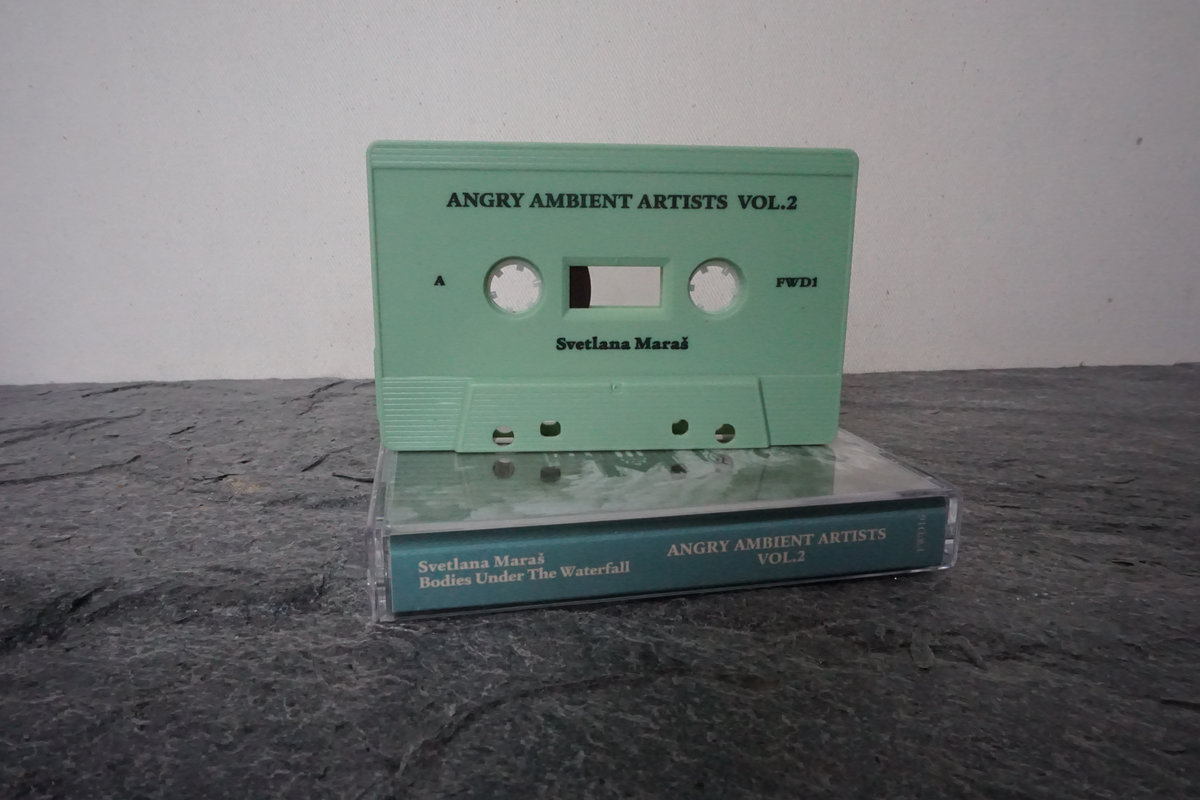 ANGRY AMBIENT ARTISTS VOL.2
A
FWD1
Svetlana Maraš
Svetlana Maraš
Bodies Under The Waterfall
ANGRY AMBIENT ARTISTS
VOL.2